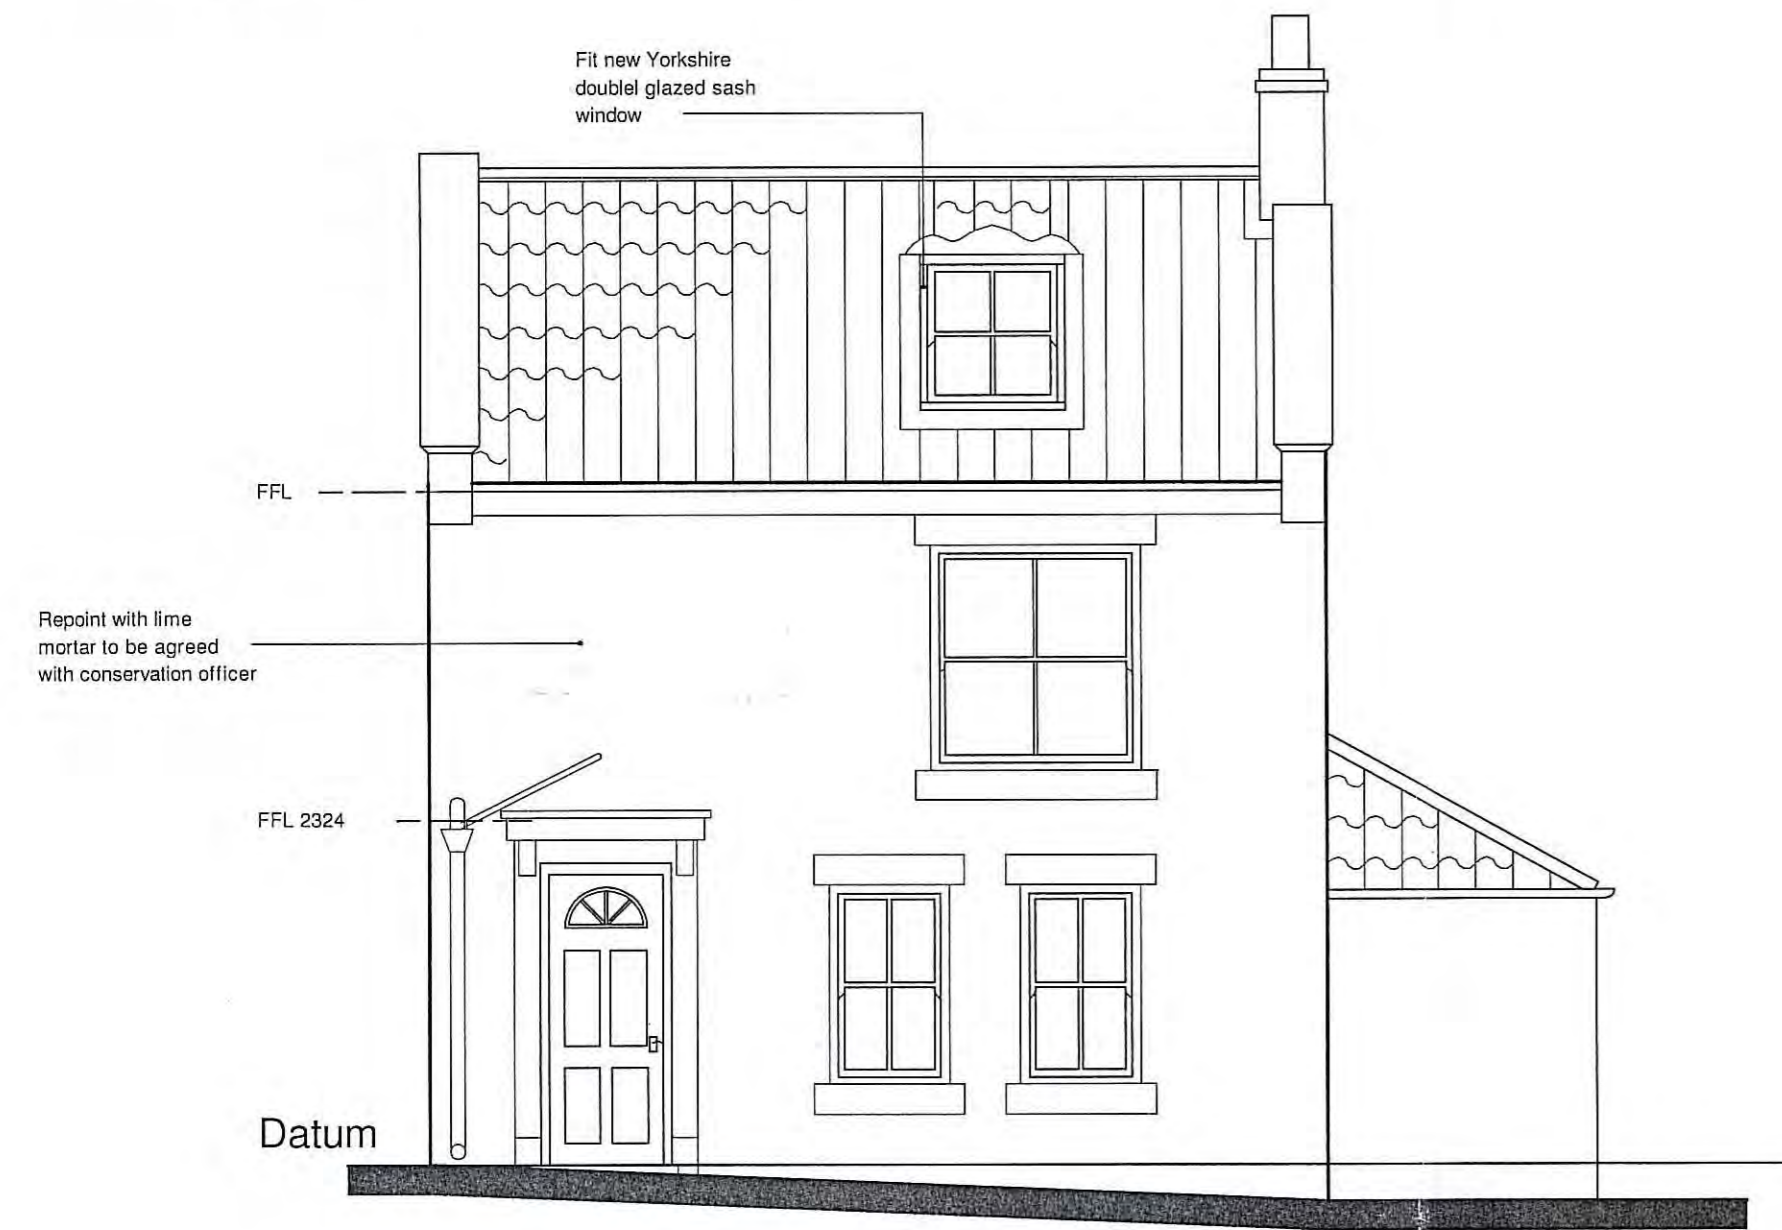 Fit new Yorkshire
doublel glazed sash
window
FFL
Repoint with lime
mortar to be agreed
with conservation officer
FFL 2324
Datum